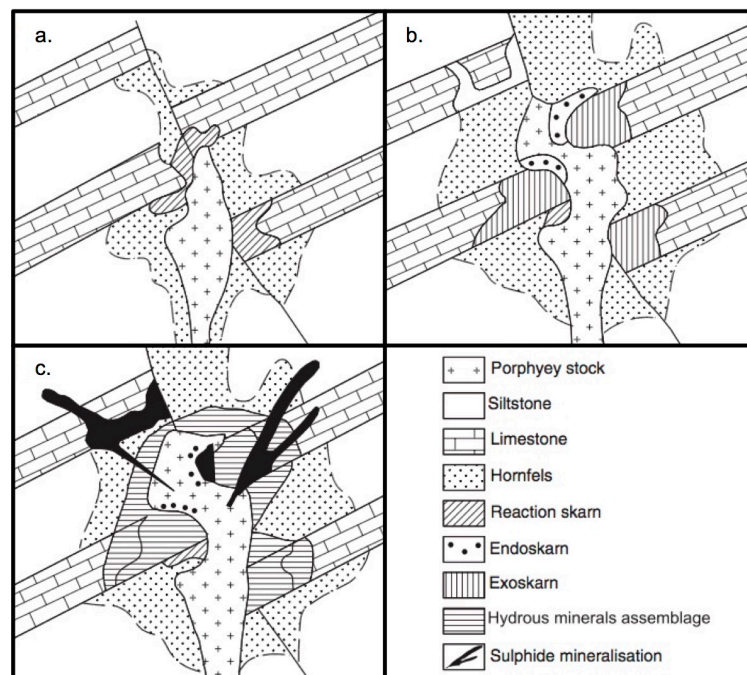 a.
b.
c.
Porphyey stock
Siltstone
Limestone
Hornfels
Reaction skarn
Endoskarn
Exoskarn
Hydrous minerals assemblage
Sulphide mineralisation